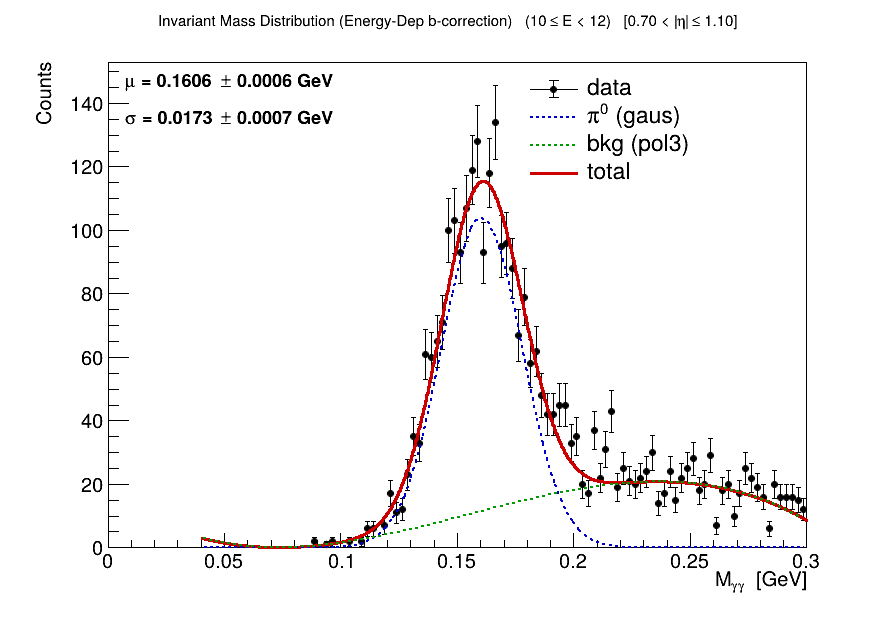 Invariant Mass Distribution (Energy-Dep b-correction) (10 ≤ E < 12) [0.70 < |η| ≤ 1.10]
Counts
μ = 0.1606 ± 0.0006 GeV
σ = 0.0173 ± 0.0007 GeV
data
π⁰ (gaus)
bkg (pol3)
total
140
120
100
80
60
40
20
0
0 0.05 0.1 0.15 0.2 0.25 0.3
Mγγ [GeV]